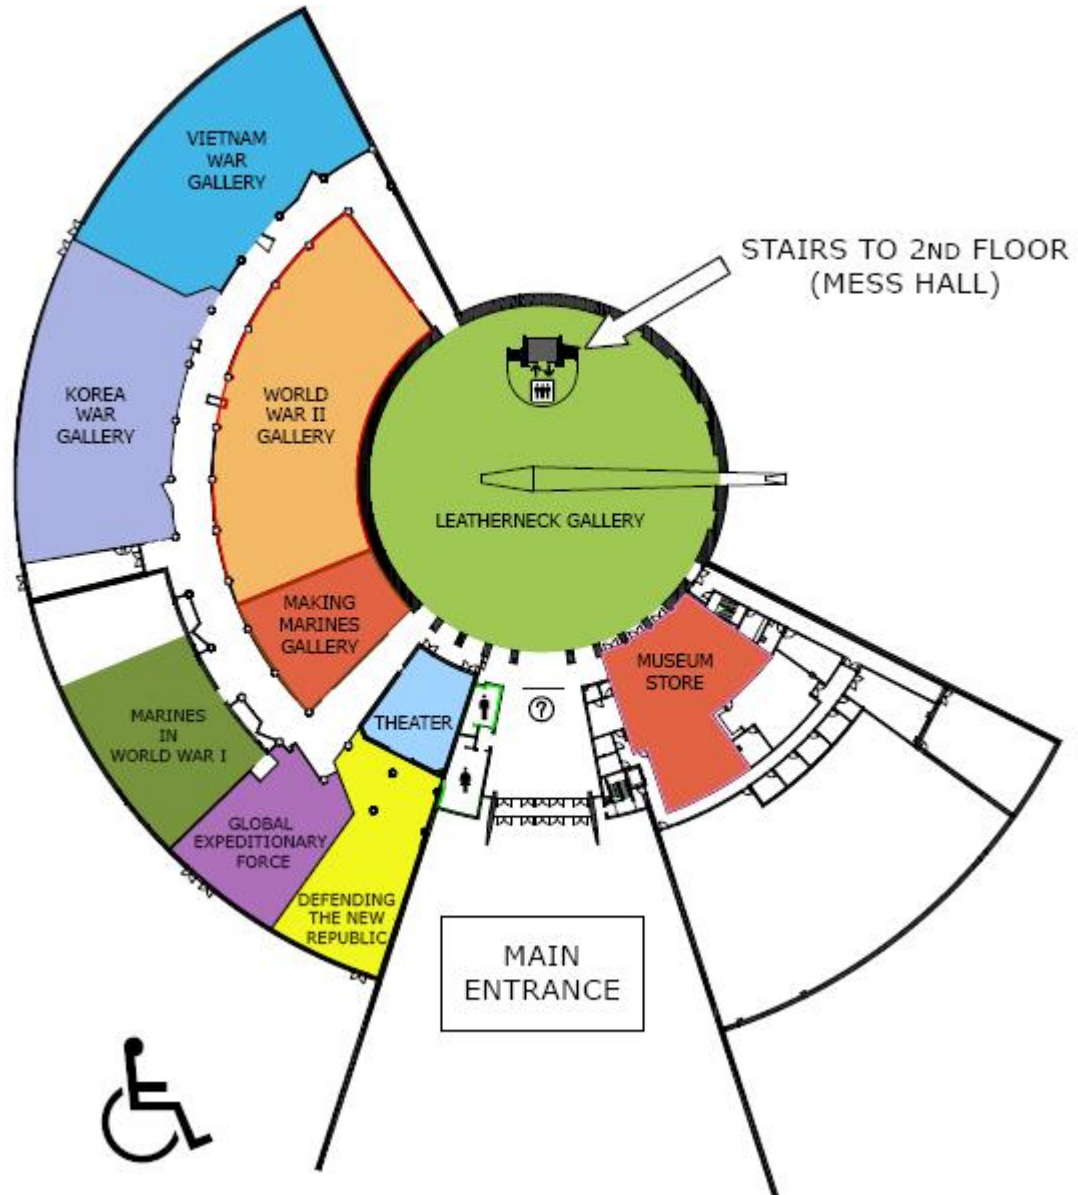 VIETNAM
WAR
GALLERY
STAIRS TO 2ND FLOOR
(MESS HALL)
KOREA
WAR
GALLERY
WORLD
WAR II
GALLERY
LEATHERNECK GALLERY
MAKING
MARINES
GALLERY
MUSEUM
STORE
THEATER
?
MARINES
IN
WORLD WAR I
GLOBAL
EXPEDITIONARY
FORCE
DEFENDING
THE NEW
REPUBLIC
MAIN
ENTRANCE